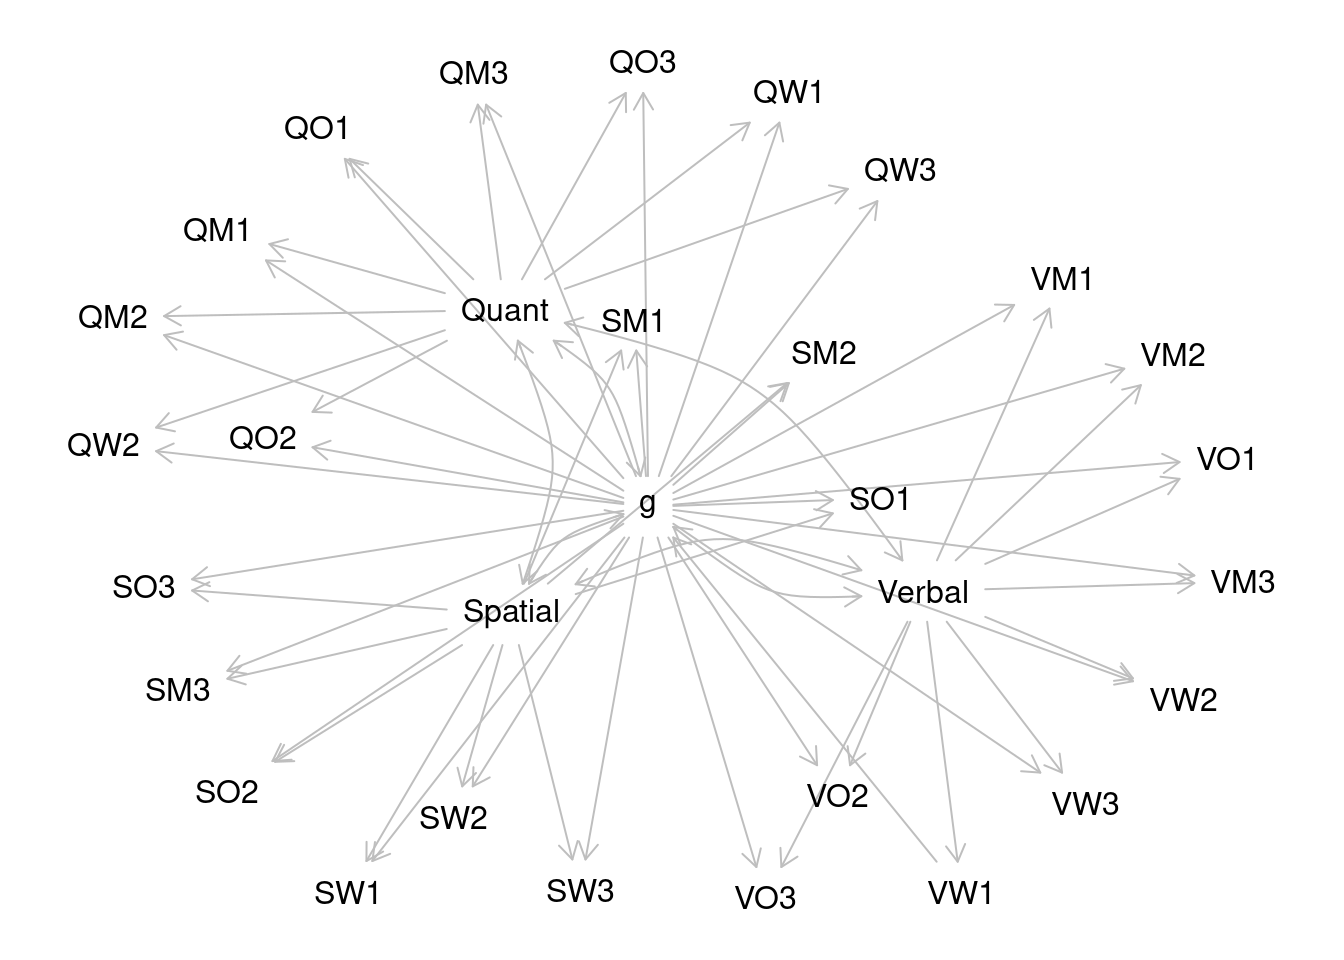 QO3
QM3
QW1
QO1
QW3
QM1
VM1
Quant
QM2
SM1
SM2
VM2
QO2
QW2
VO1
SO1
g
VM3
SO3
Verbal
Spatial
SM3
VW2
SO2
VO2
VW3
SW2
SW3
SW1
VW1
VO3